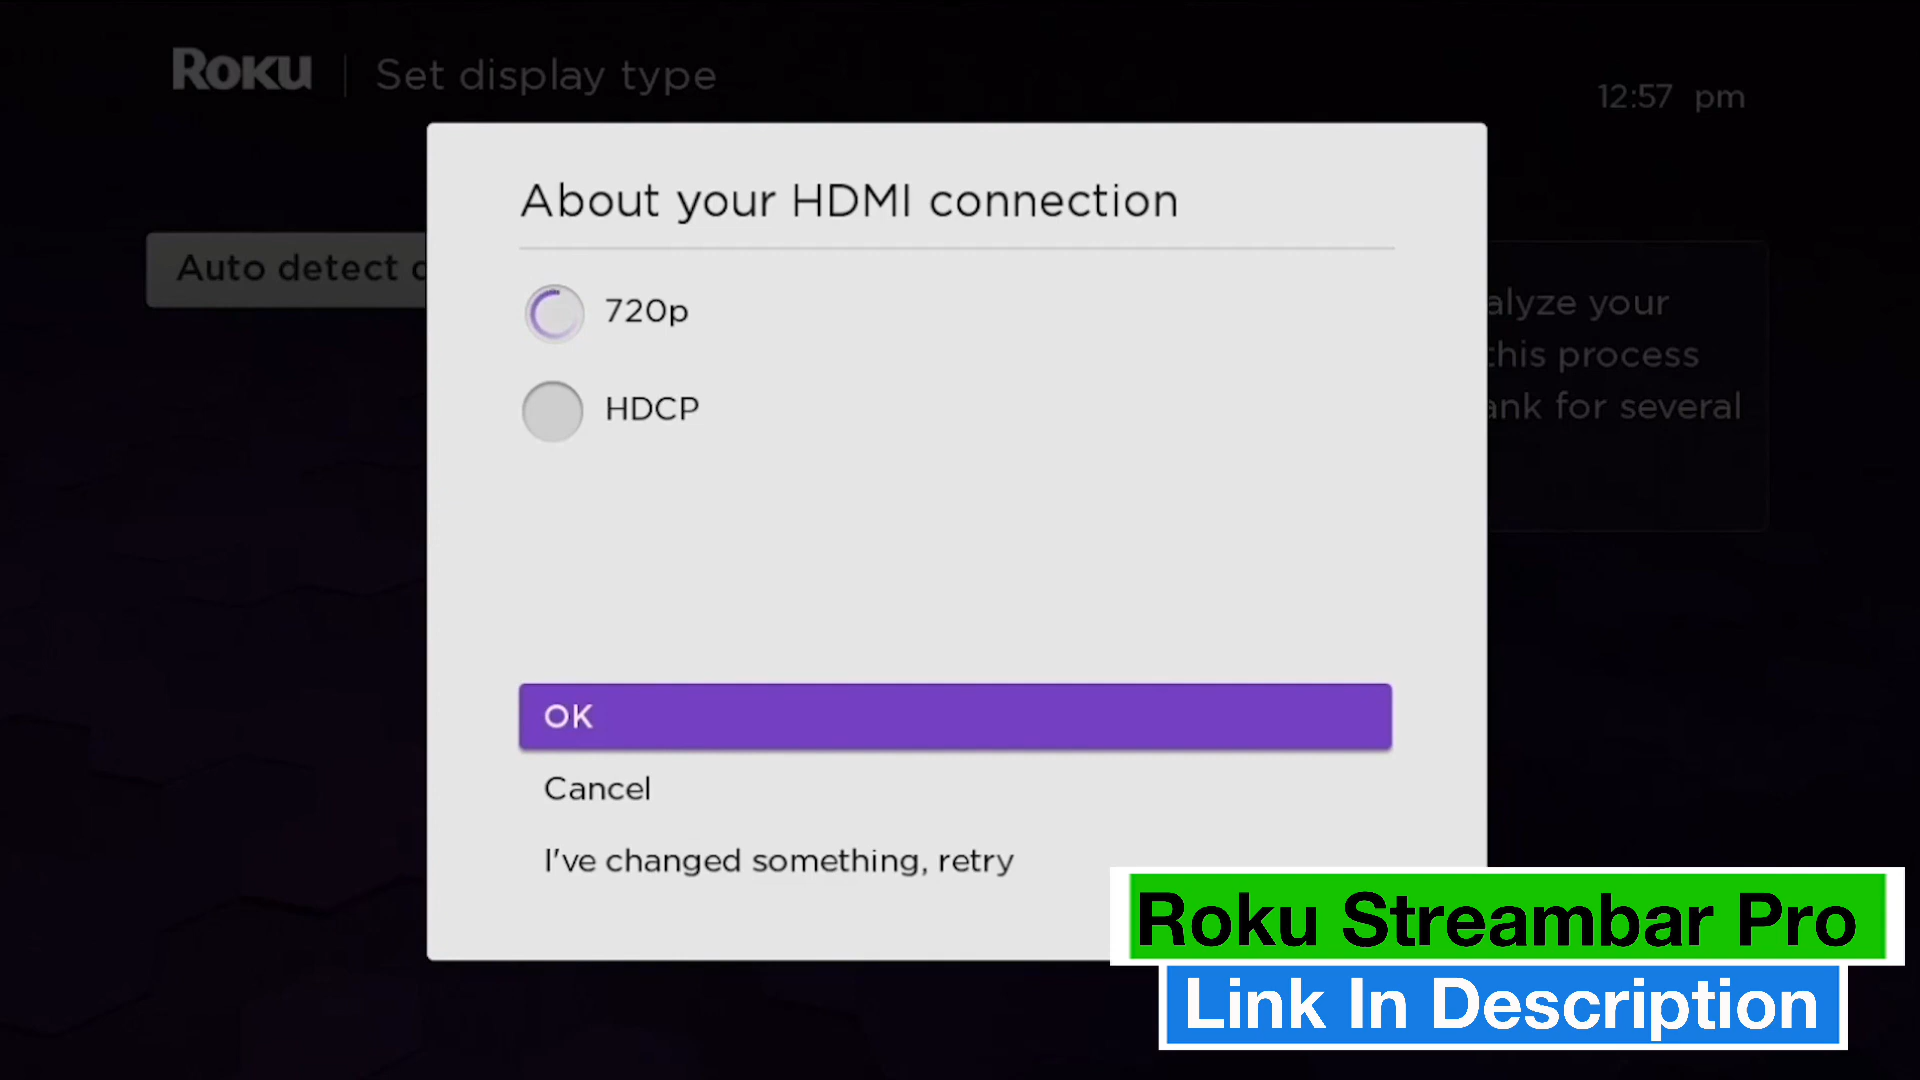 Roku | Set display type
12:57 pm
About your HDMI connection
Auto detect
720p
alyze your
this process
HDCP
ank for several
OK
Cancel
I've changed something, retry
Roku Streambar Pro
Link In Description